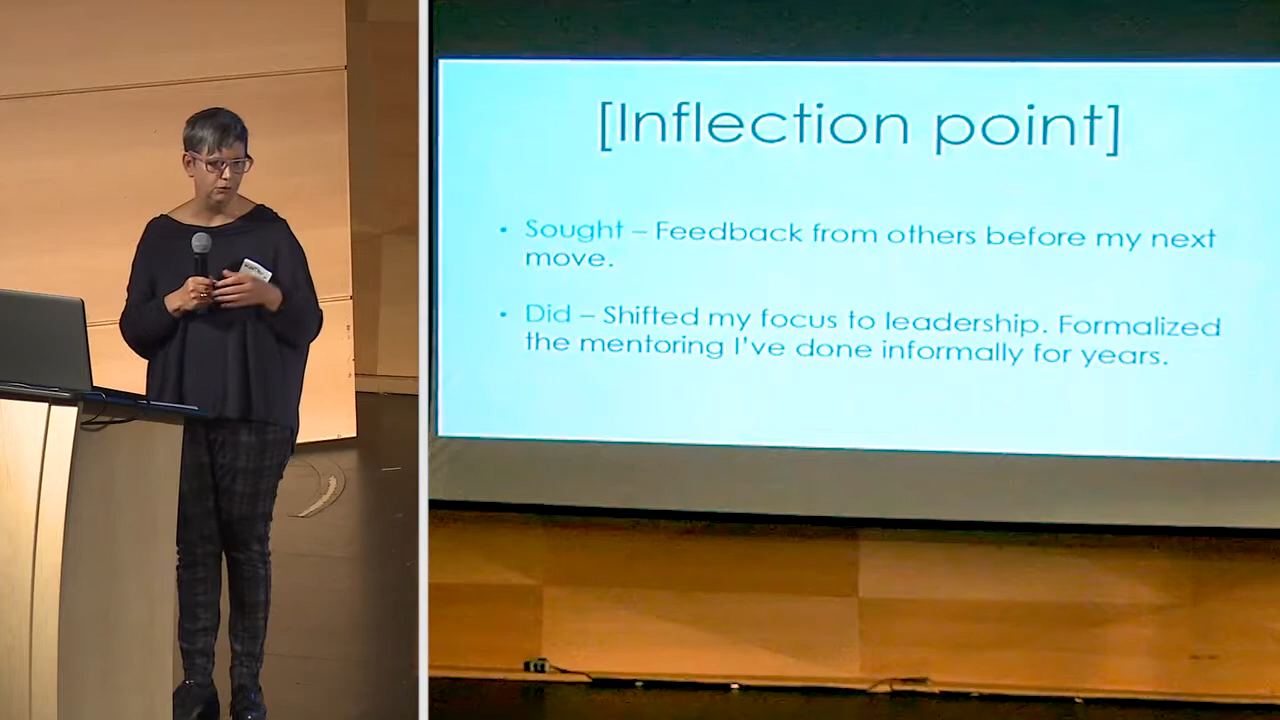 [Inflection point]
• Sought – Feedback from others before my next
move.
• Did – Shifted my focus to leadership. Formalized
the mentoring I've done informally for years.